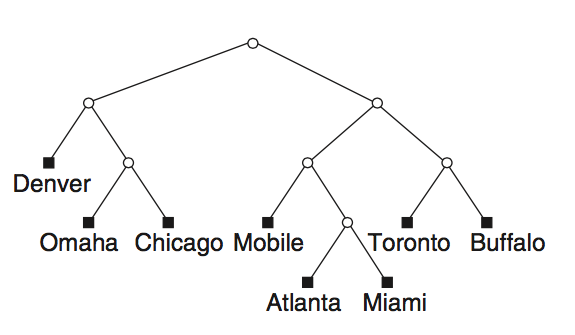 Denver
Omaha Chicago Mobile Toronto Buffalo
Atlanta Miami